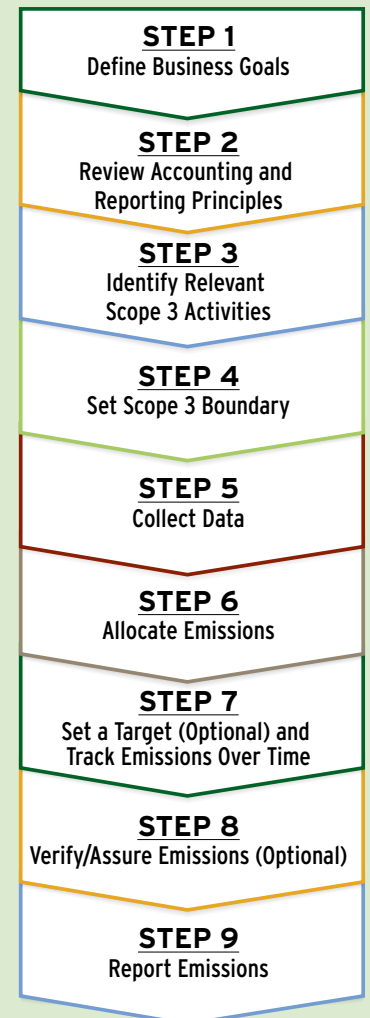 STEP 1
Define Business Goals
STEP 2
Review Accounting and
Reporting Principles
STEP 3
Identify Relevant
Scope 3 Activities
STEP 4
Set Scope 3 Boundary
STEP 5
Collect Data
STEP 6
Allocate Emissions
STEP 7
Set a Target (Optional) and
Track Emissions Over Time
STEP 8
Verify/Assure Emissions (Optional)
STEP 9
Report Emissions